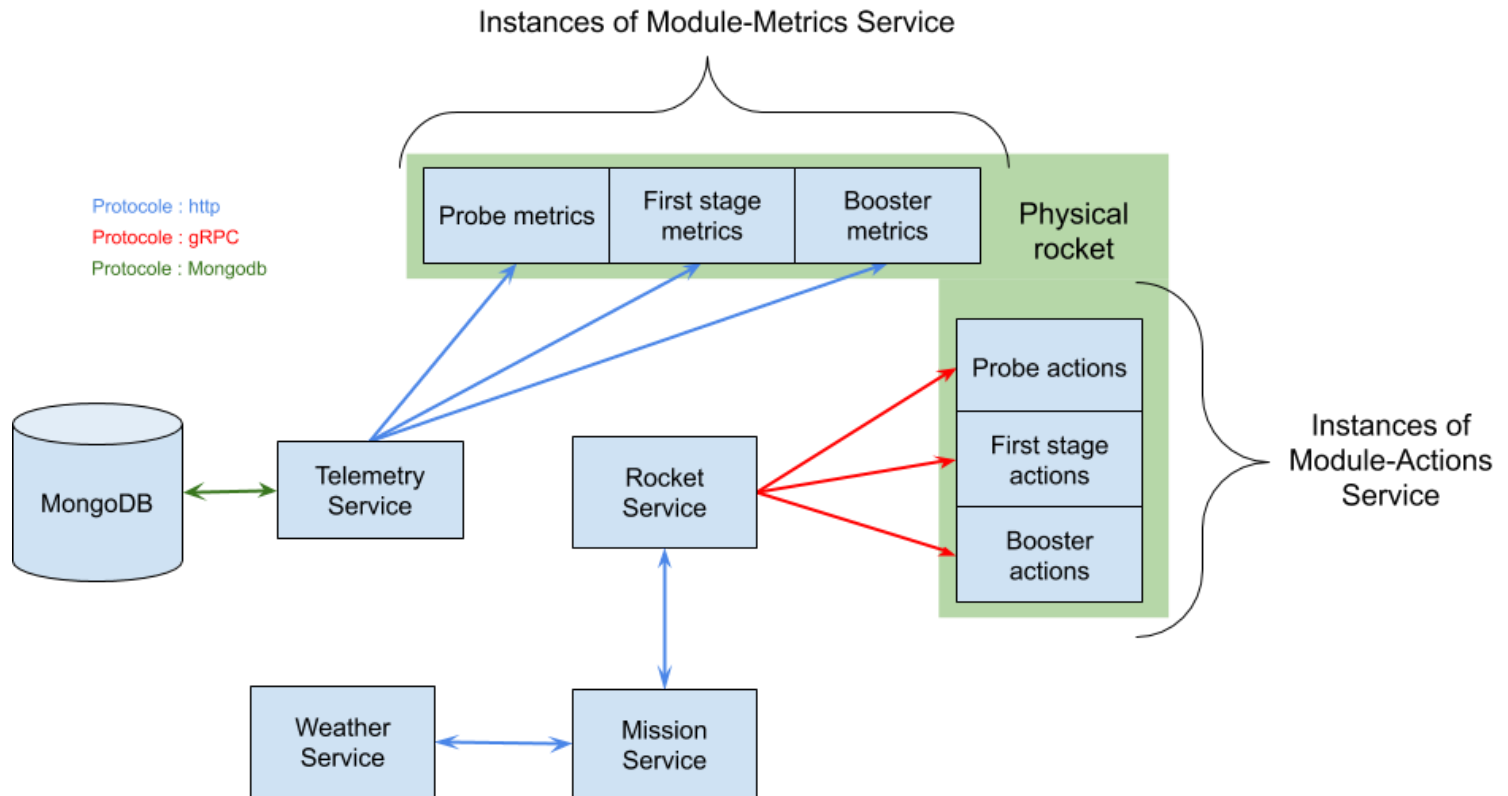 Instances of Module-Metrics Service
Protocole : http
Protocole : gRPC
Protocole : Mongodb
Probe metrics
First stage
metrics
Booster
metrics
Physical
rocket
Probe actions
First stage
actions
Booster
actions
Instances of
Module-Actions
Service
MongoDB
Telemetry
Service
Rocket
Service
Weather
Service
Mission
Service